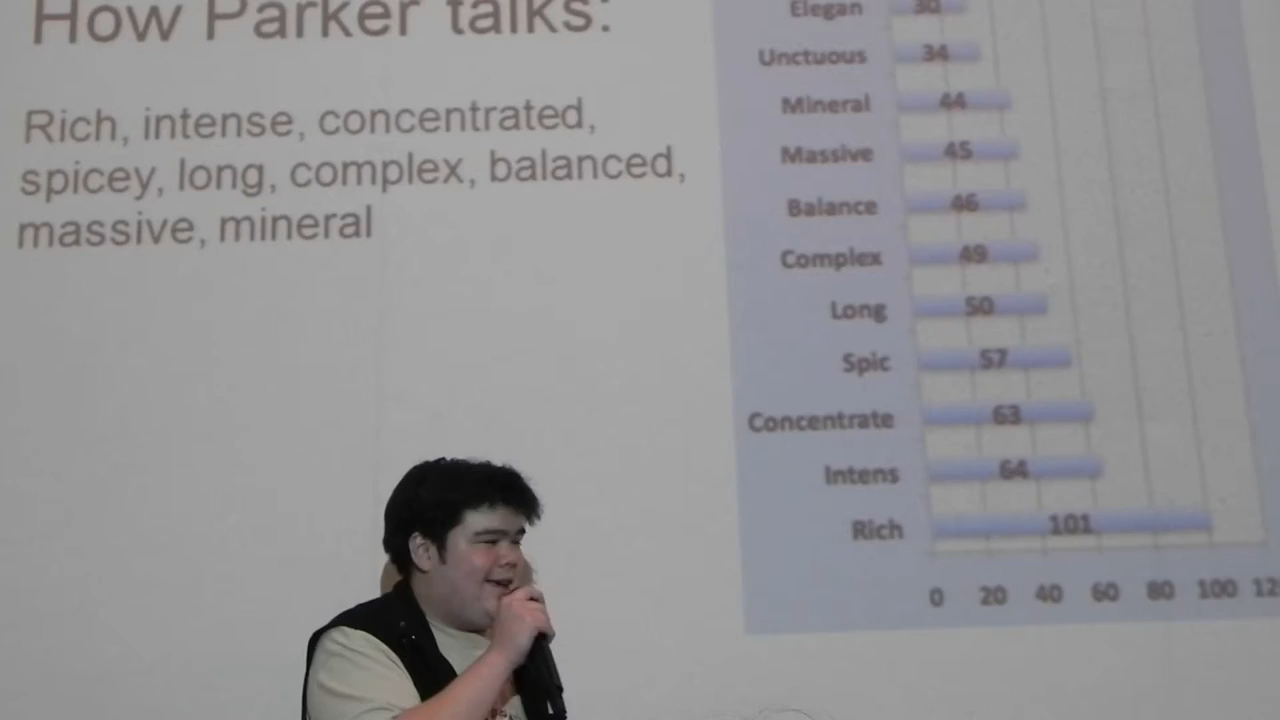 How Parker talks:
Rich, intense, concentrated,
spicey, long, complex, balanced,
massive, mineral
Elegan 30
Unctuous 34
Mineral 44
Massive 45
Balance 46
Complex 49
Long 50
Spic 57
Concentrate 63
Intens 64
Rich 101
0 20 40 60 80 100 12